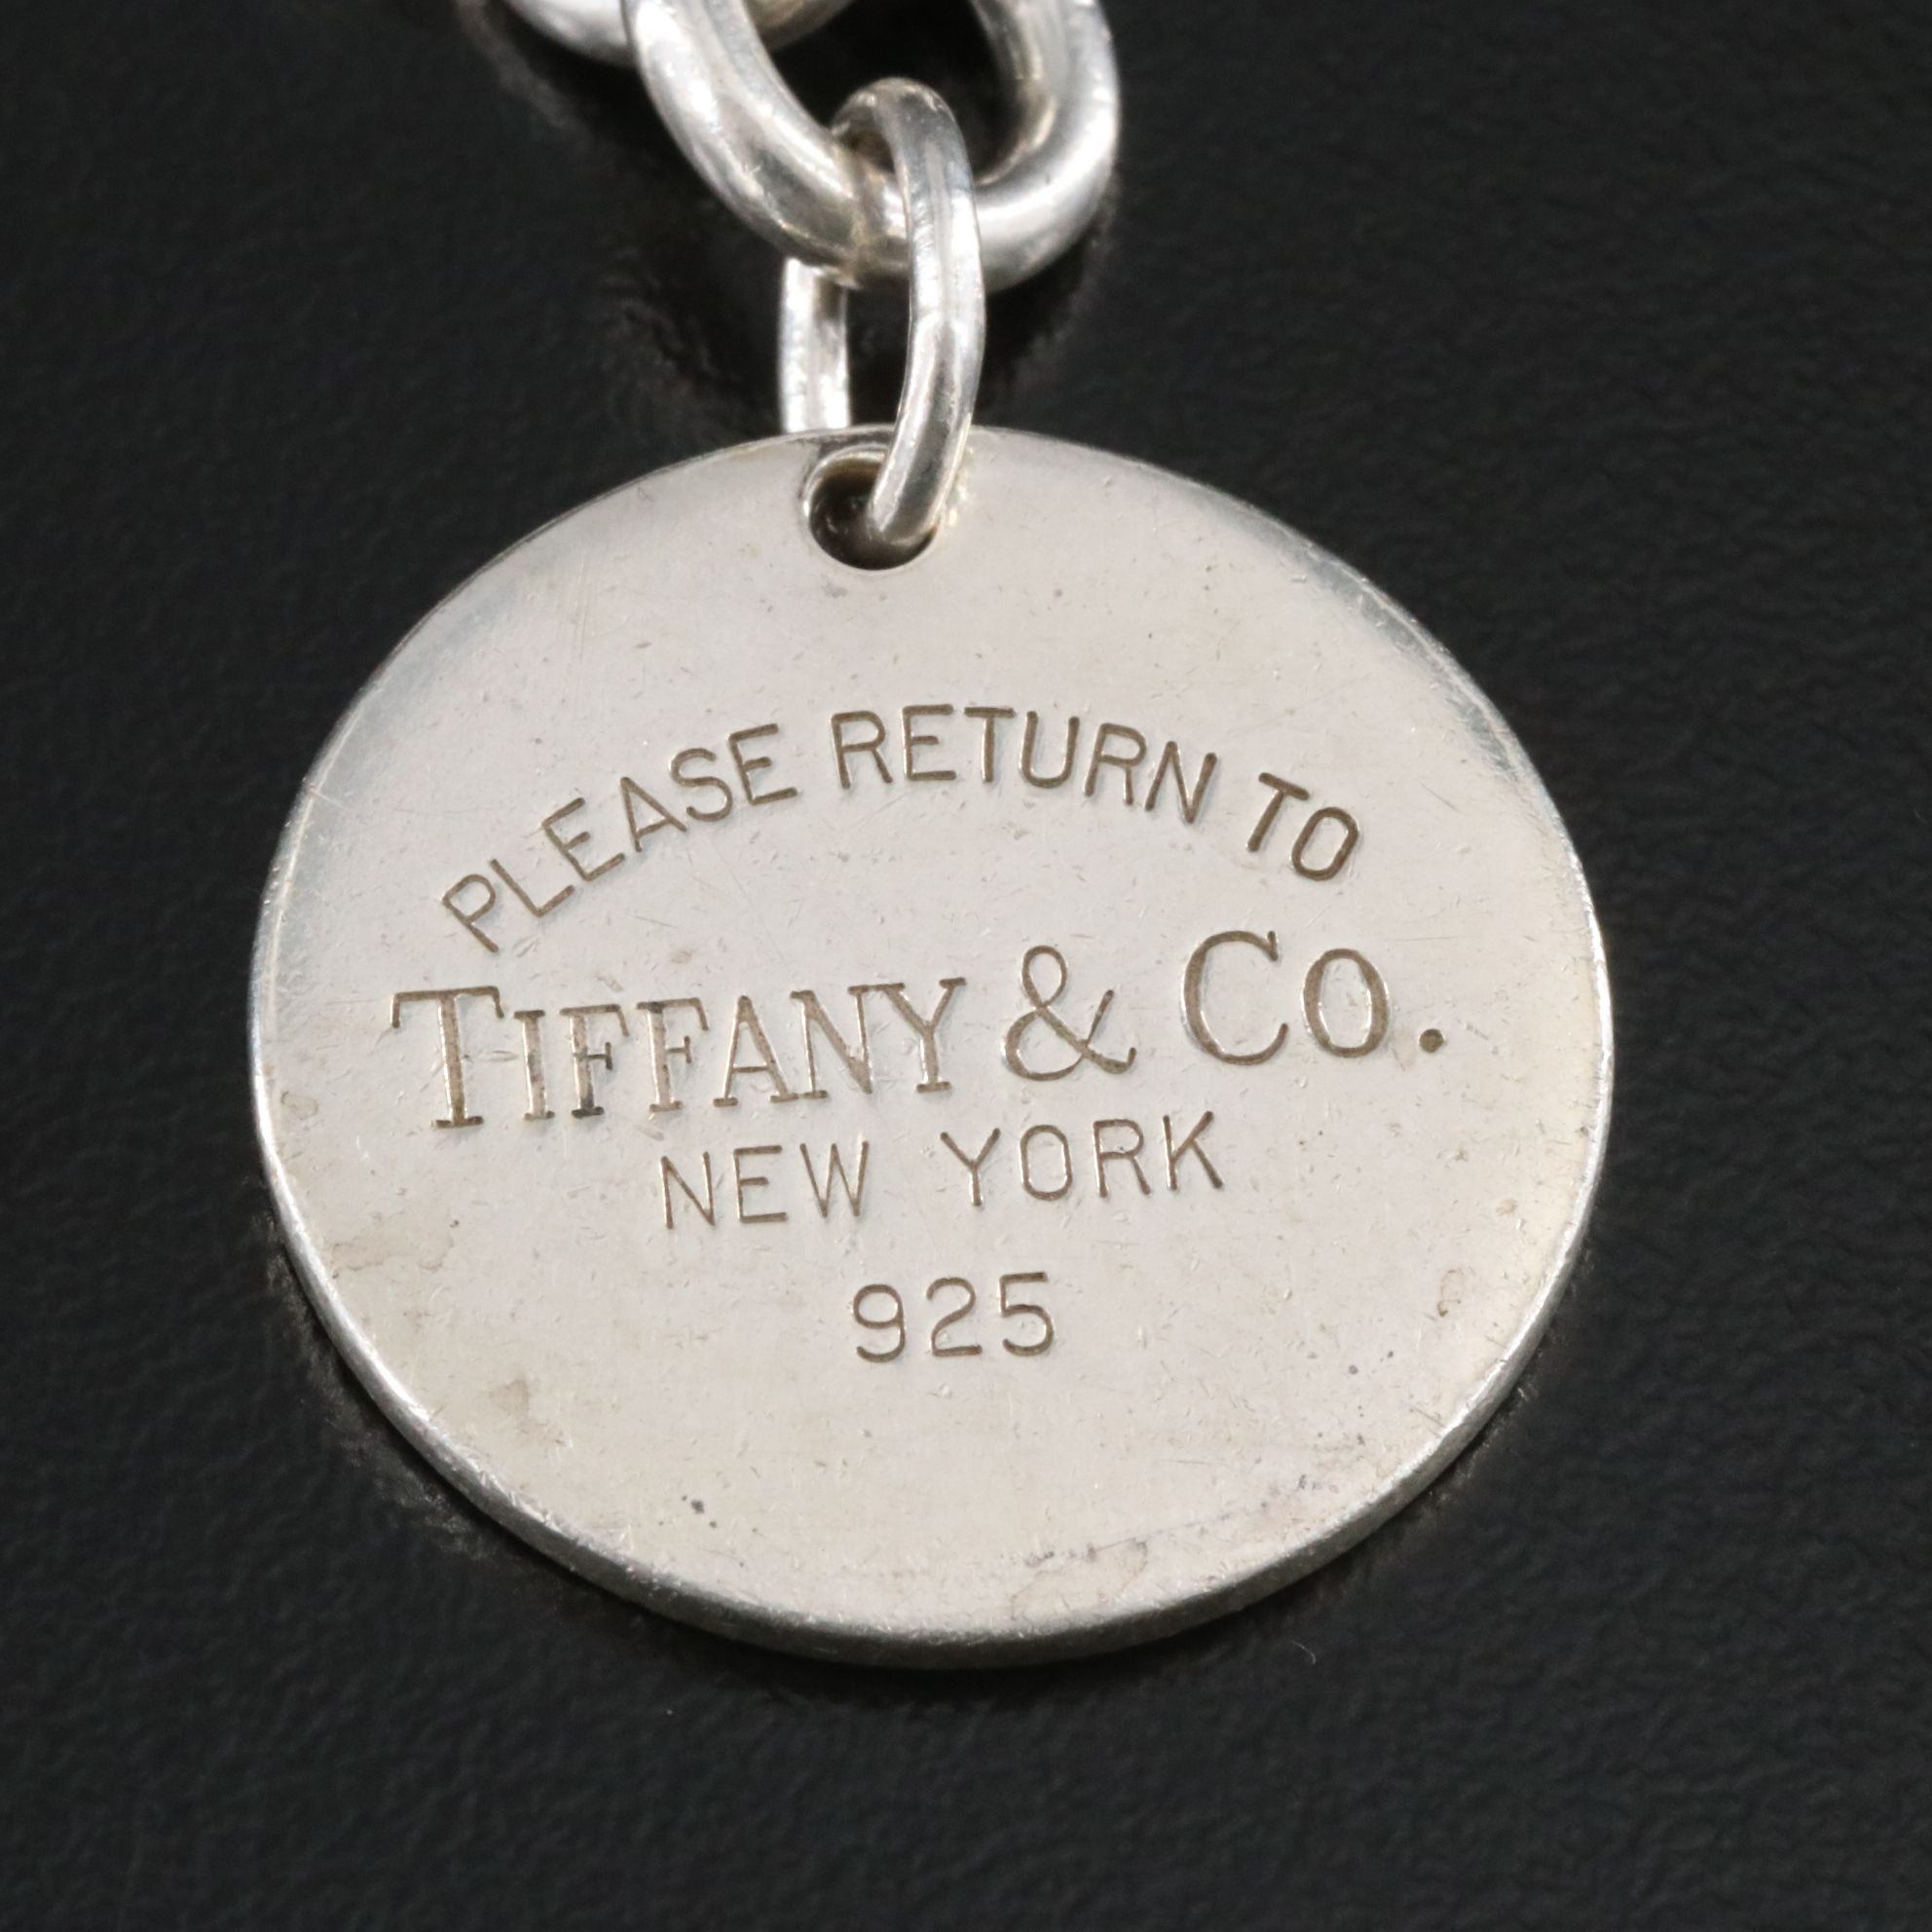 PLEASE RETURN TO
TIFFANY & CO.
NEW YORK
925